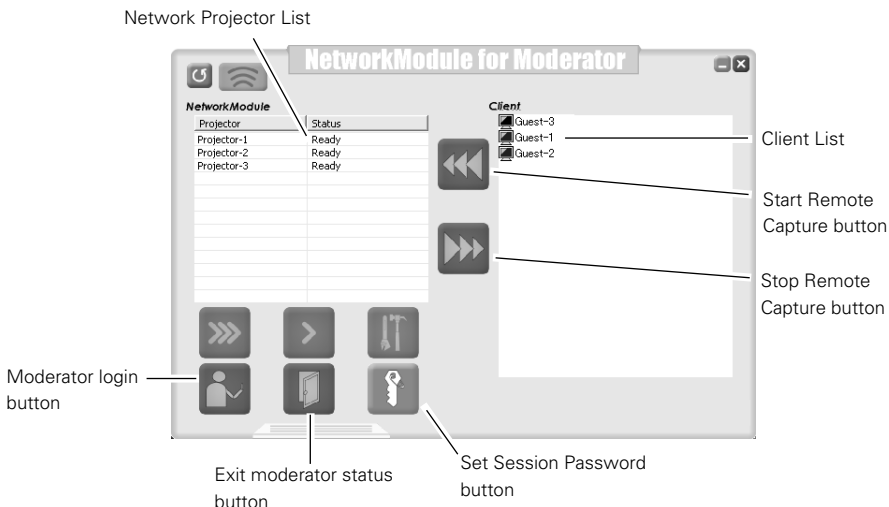 Network Projector List
NetworkModule for Moderator
NetworkModule
Client
Projector Status
Projector-1 Ready
Projector-2 Ready
Projector-3 Ready
Guest-3
Guest-1
Guest-2
Client List
Start Remote
Capture button
Stop Remote
Capture button
Moderator login
button
Exit moderator status
button
Set Session Password
button